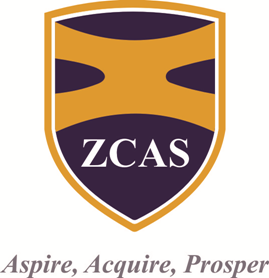 ZCAS
Aspire, Acquire, Prosper